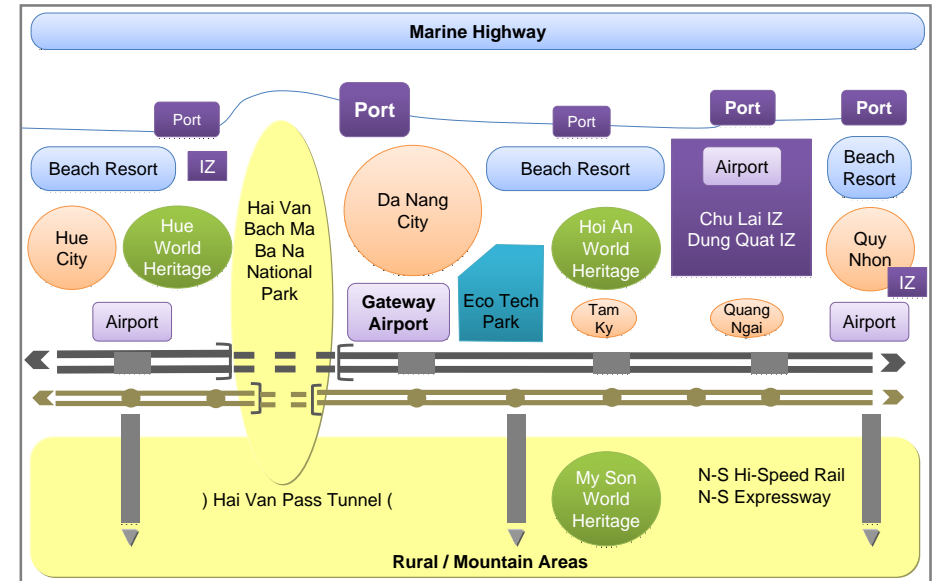 Marine Highway
Port
Port
Port
Port
Port
Beach Resort
IZ
Beach Resort
Airport
Beach
Resort
Hai Van
Bach Ma
Ba Na
National
Park
Da Nang
City
Chu Lai IZ
Dung Quat IZ
Hue
City
Hue
World
Heritage
Hoi An
World
Heritage
Quy
Nhon
IZ
Airport
Gateway
Airport
Eco Tech
Park
Tam
Ky
Quang
Ngai
Airport
) Hai Van Pass Tunnel (
My Son
World
Heritage
N-S Hi-Speed Rail
N-S Expressway
Rural / Mountain Areas